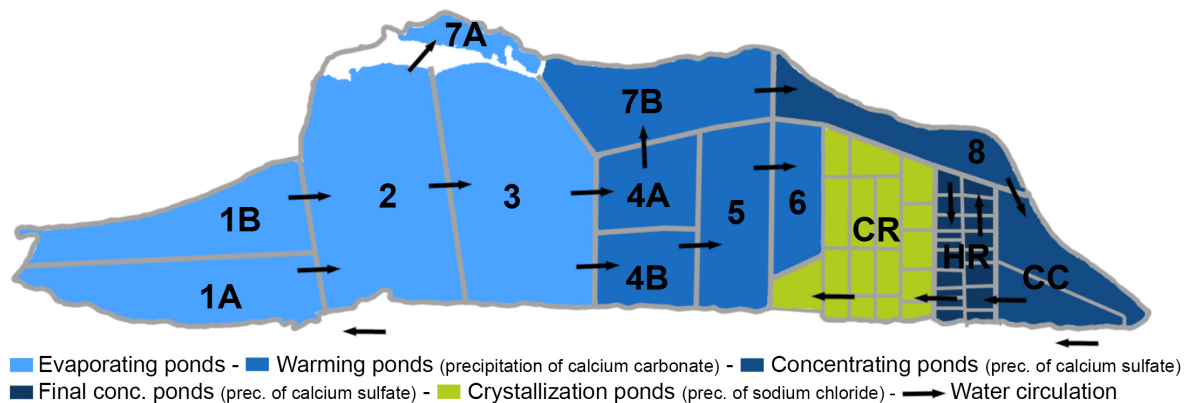 7A
7B
8
1B
2
3
4A
5
6
CR
HR
CC
1A
4B
Evaporating ponds - Warming ponds (precipitation of calcium carbonate) - Concentrating ponds (prec. of calcium sulfate)
Final conc. ponds (prec. of calcium sulfate) - Crystallization ponds (prec. of sodium chloride) - Water circulation